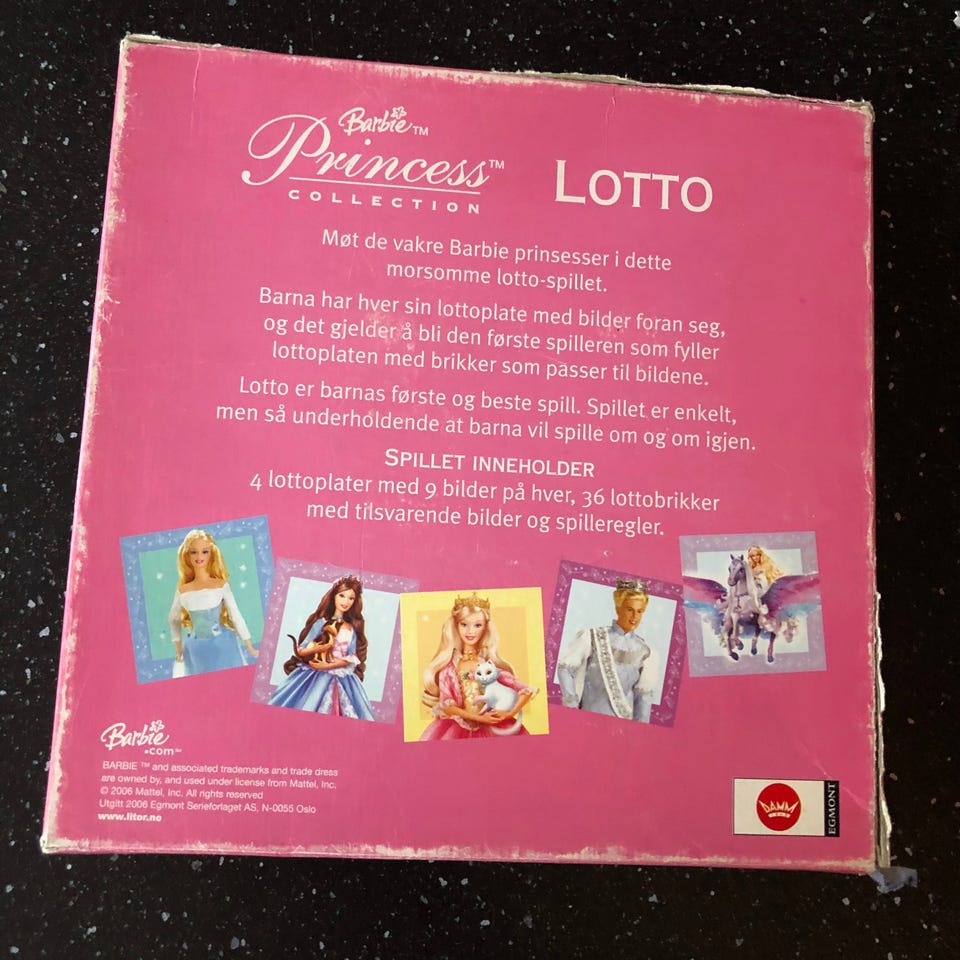 Barbie™
Princess™
COLLECTION
LOTTO
Møt de vakre Barbie prinsesser i dette
morsomme lotto-spillet.
Barna har hver sin lottoplate med bilder foran seg,
og det gjelder å bli den første spilleren som fyller
lottoplaten med brikker som passer til bildene.
Lotto er barnas første og beste spill. Spillet er enkelt,
men så underholdende at barna vil spille om og om igjen.
SPILLET INNEHOLDER
4 lottoplater med 9 bilder på hver, 36 lottobrikker
med tilsvarende bilder og spilleregler.
Barbie
.com
BARBIE ™ and associated trademarks and trade dress
are owned by, and used under license from Mattel, Inc.
© 2006 Mattel, Inc. All rights reserved
Utgitt 2006 Egmont Serieforlaget AS, N-0055 Oslo
www.litor.no
DAMM
EGMONT